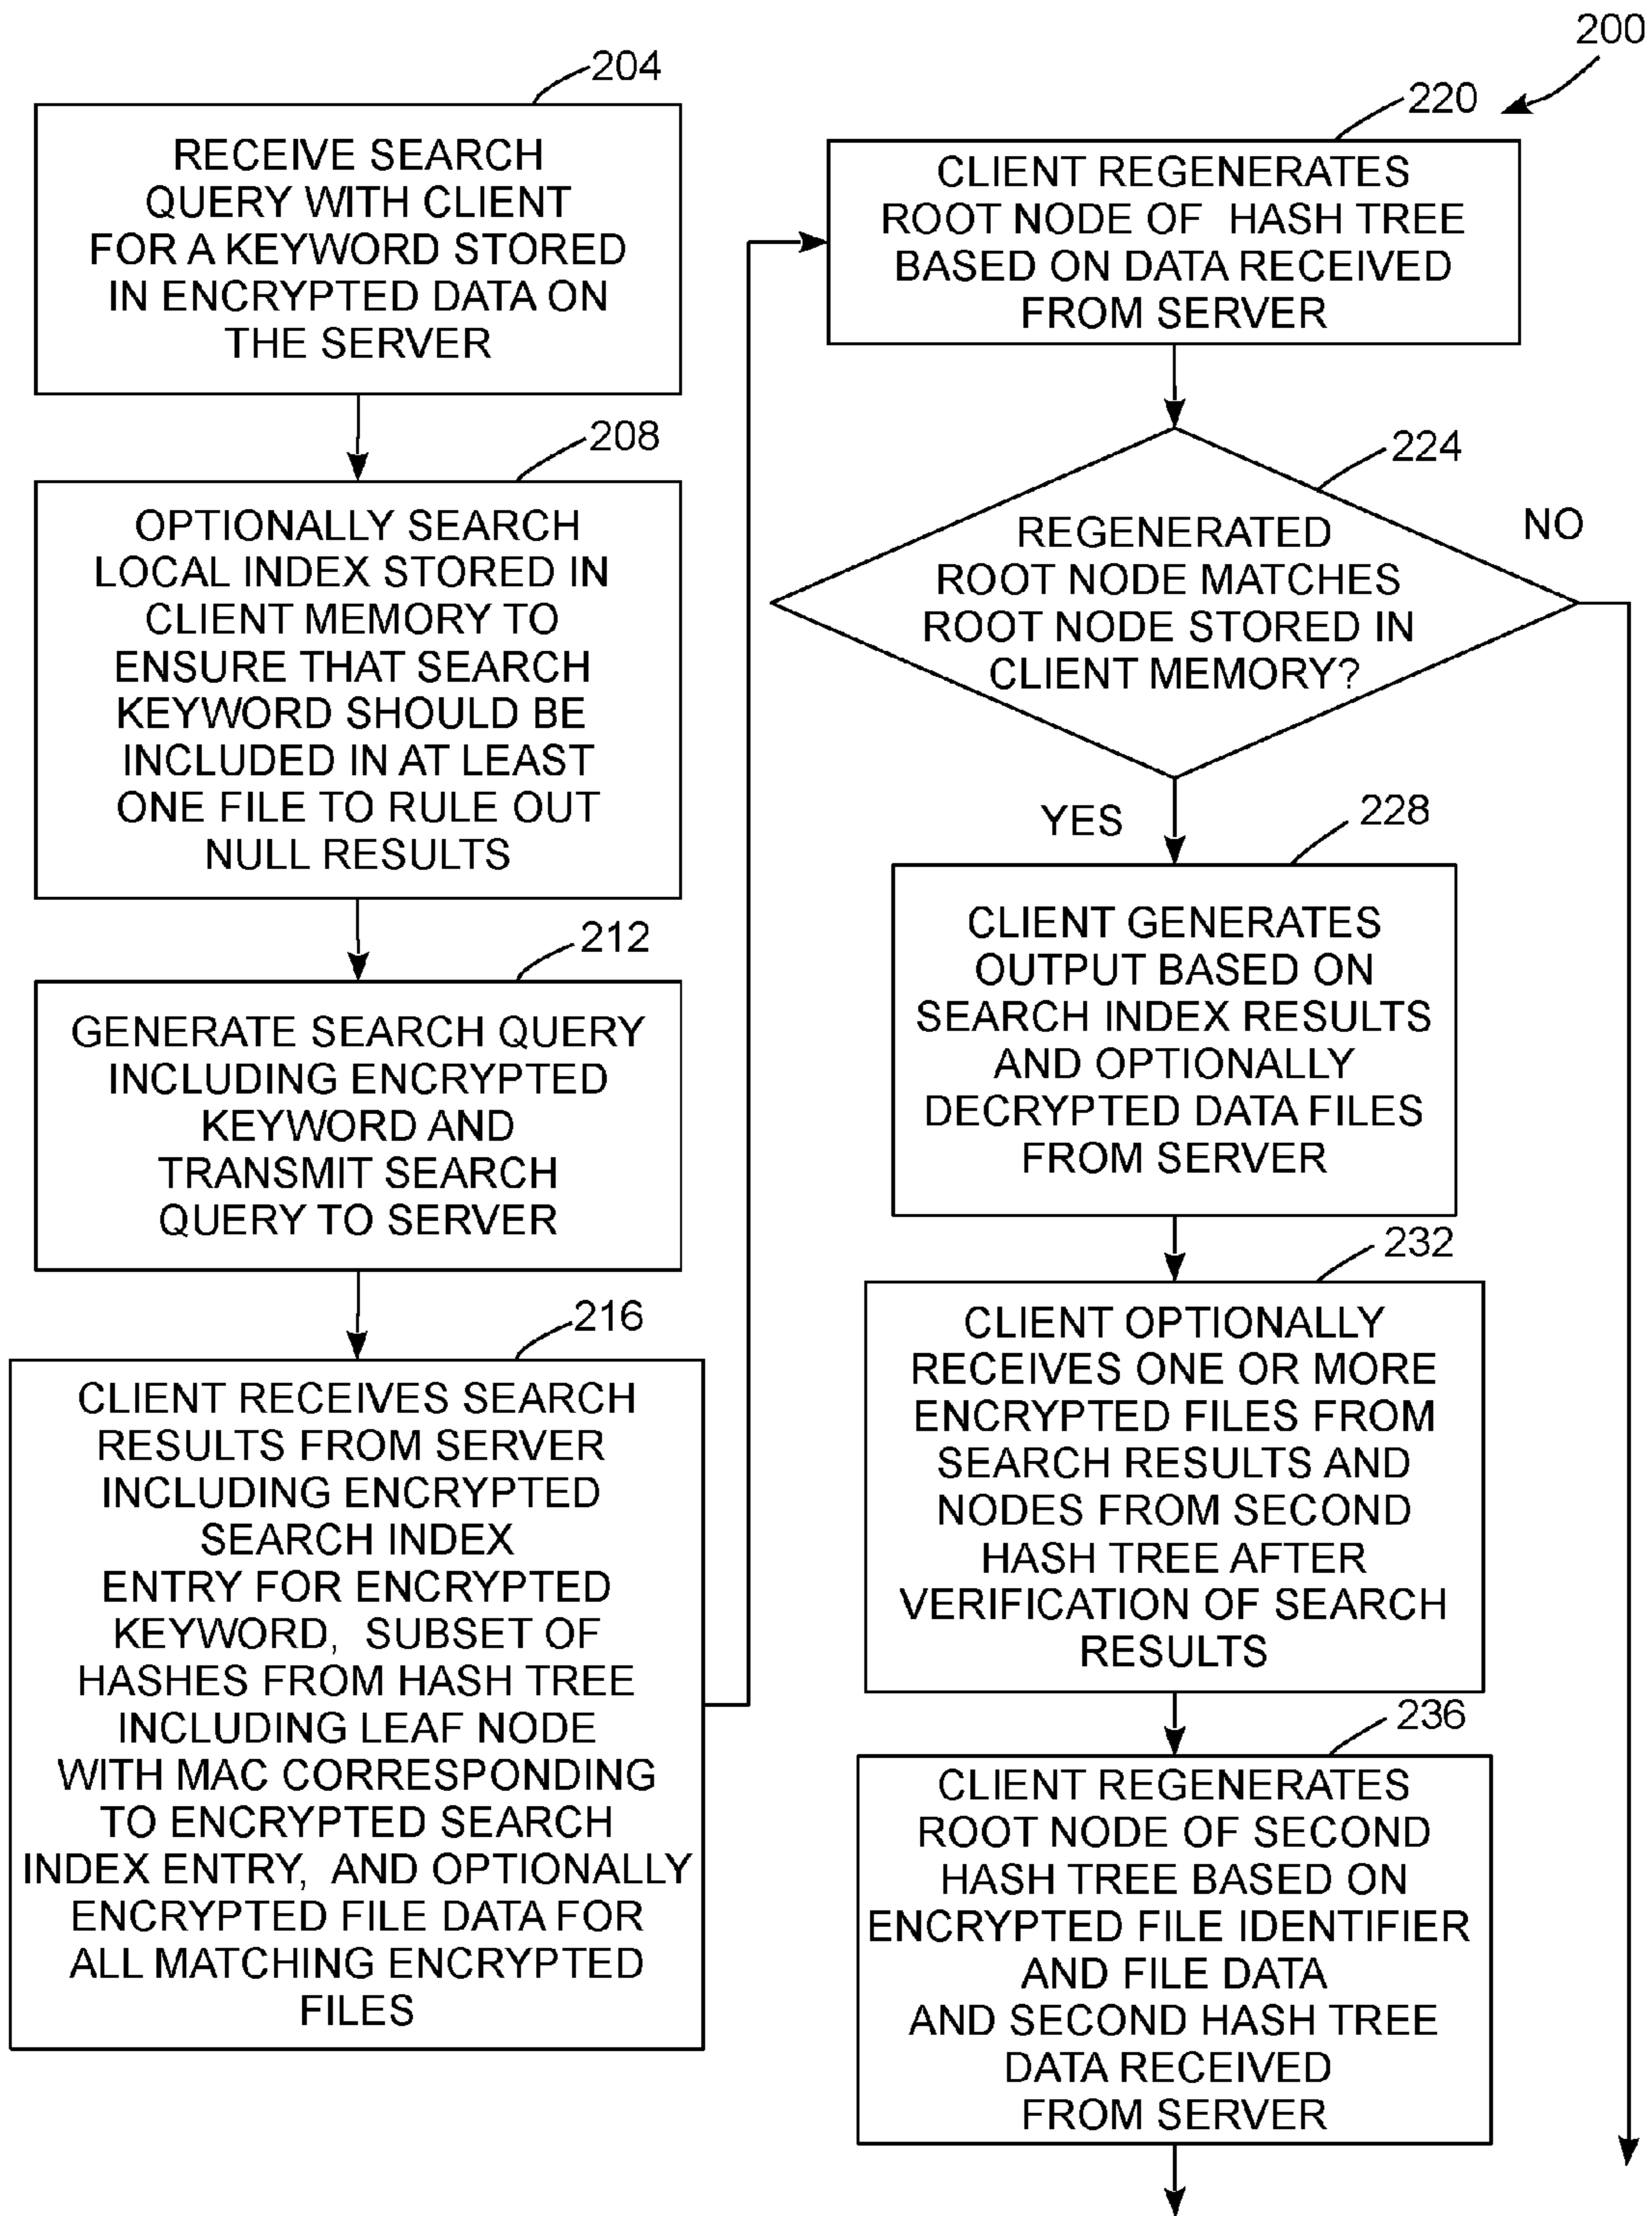 200
204
RECEIVE SEARCH
QUERY WITH CLIENT
FOR A KEYWORD STORED
IN ENCRYPTED DATA ON
THE SERVER
208
OPTIONALLY SEARCH
LOCAL INDEX STORED IN
CLIENT MEMORY TO
ENSURE THAT SEARCH
KEYWORD SHOULD BE
INCLUDED IN AT LEAST
ONE FILE TO RULE OUT
NULL RESULTS
212
GENERATE SEARCH QUERY
INCLUDING ENCRYPTED
KEYWORD AND
TRANSMIT SEARCH
QUERY TO SERVER
216
CLIENT RECEIVES SEARCH
RESULTS FROM SERVER
INCLUDING ENCRYPTED
SEARCH INDEX
ENTRY FOR ENCRYPTED
KEYWORD, SUBSET OF
HASHES FROM HASH TREE
INCLUDING LEAF NODE
WITH MAC CORRESPONDING
TO ENCRYPTED SEARCH
INDEX ENTRY, AND OPTIONALLY
ENCRYPTED FILE DATA FOR
ALL MATCHING ENCRYPTED
FILES
220
CLIENT REGENERATES
ROOT NODE OF HASH TREE
BASED ON DATA RECEIVED
FROM SERVER
224
REGENERATED
ROOT NODE MATCHES
ROOT NODE STORED IN
CLIENT MEMORY?
NO
YES
228
CLIENT GENERATES
OUTPUT BASED ON
SEARCH INDEX RESULTS
AND OPTIONALLY
DECRYPTED DATA FILES
FROM SERVER
232
CLIENT OPTIONALLY
RECEIVES ONE OR MORE
ENCRYPTED FILES FROM
SEARCH RESULTS AND
NODES FROM SECOND
HASH TREE AFTER
VERIFICATION OF SEARCH
RESULTS
236
CLIENT REGENERATES
ROOT NODE OF SECOND
HASH TREE BASED ON
ENCRYPTED FILE IDENTIFIER
AND FILE DATA
AND SECOND HASH TREE
DATA RECEIVED
FROM SERVER